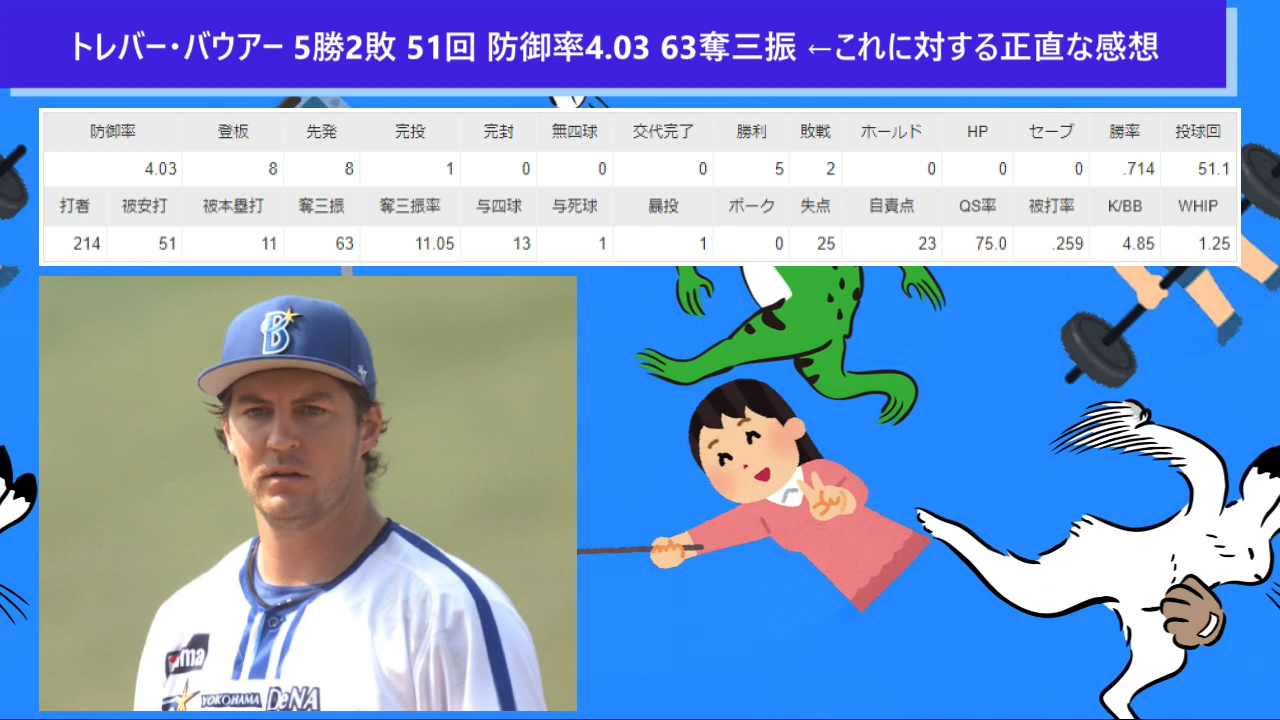 トレバー・バウアー 5勝2敗 51回 防御率4.03 63奪三振 ←これに対する正直な感想
防御率 登板 先発 完投 完封 無四球 交代完了 勝利 敗戦 ホールド HP セーブ 勝率 投球回
4.03 8 8 1 0 0 0 5 2 0 0 0 .714 51.1
打者 被安打 被本塁打 奪三振 奪三振率 与四球 与死球 暴投 ボーク 失点 自責点 QS率 被打率 K/BB WHIP
214 51 11 63 11.05 13 1 1 0 25 23 75.0 .259 4.85 1.25
B
YOKOHAMA DeNA